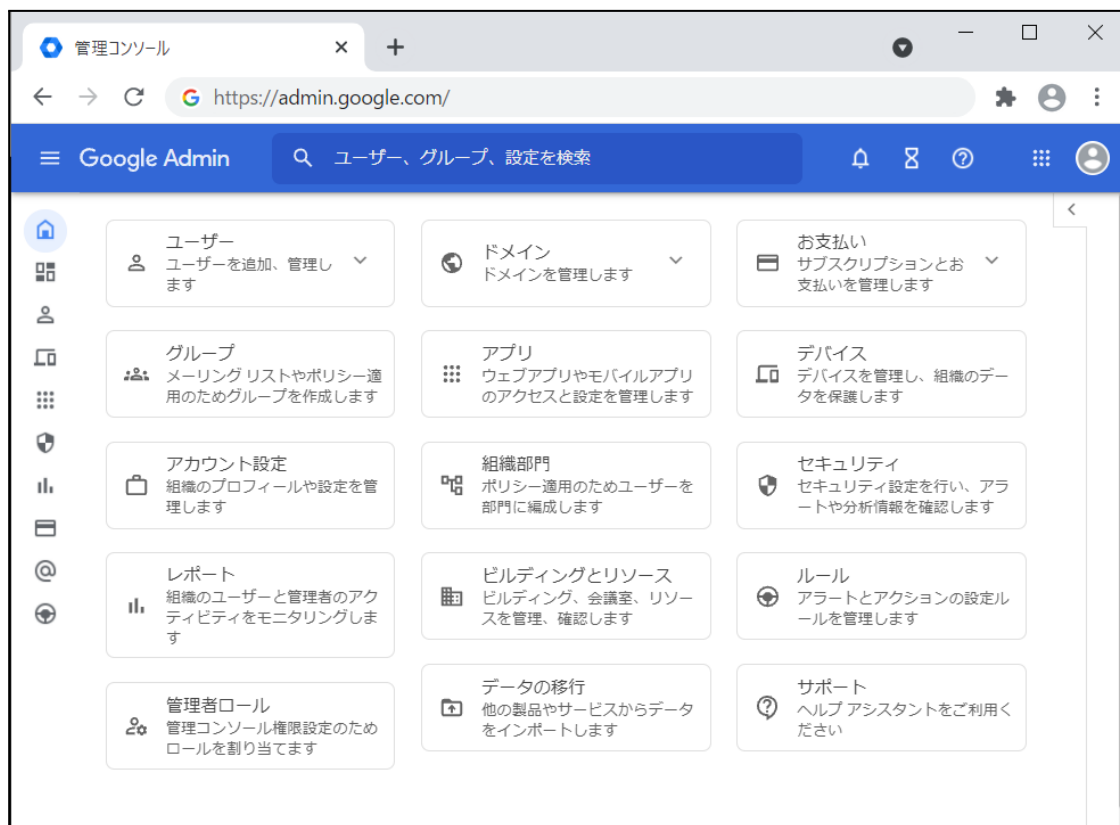 管理コンソール
https://admin.google.com/
Google Admin
ユーザー、グループ、設定を検索
ユーザー
ユーザーを追加、管理し
ます
ドメイン
ドメインを管理します
お支払い
サブスクリプションとお
支払いを管理します
グループ
メーリング リストやポリシー適
用のためグループを作成します
アプリ
ウェブアプリやモバイルアプリ
のアクセスと設定を管理します
デバイス
デバイスを管理し、組織のデー
タを保護します
アカウント設定
組織のプロフィールや設定を管
理します
組織部門
ポリシー適用のためユーザーを
部門に編成します
セキュリティ
セキュリティ設定を行い、アラ
ートや分析情報を確認します
レポート
組織のユーザーと管理者のアク
ティビティをモニタリングしま
す
ビルディングとリソース
ビルディング、会議室、リソー
スを管理、確認します
ルール
アラートとアクションの設定ル
ールを管理します
管理者ロール
管理コンソール権限設定のため
ロールを割り当てます
データの移行
他の製品やサービスからデータ
をインポートします
サポート
ヘルプ アシスタントをご利用く
ださい